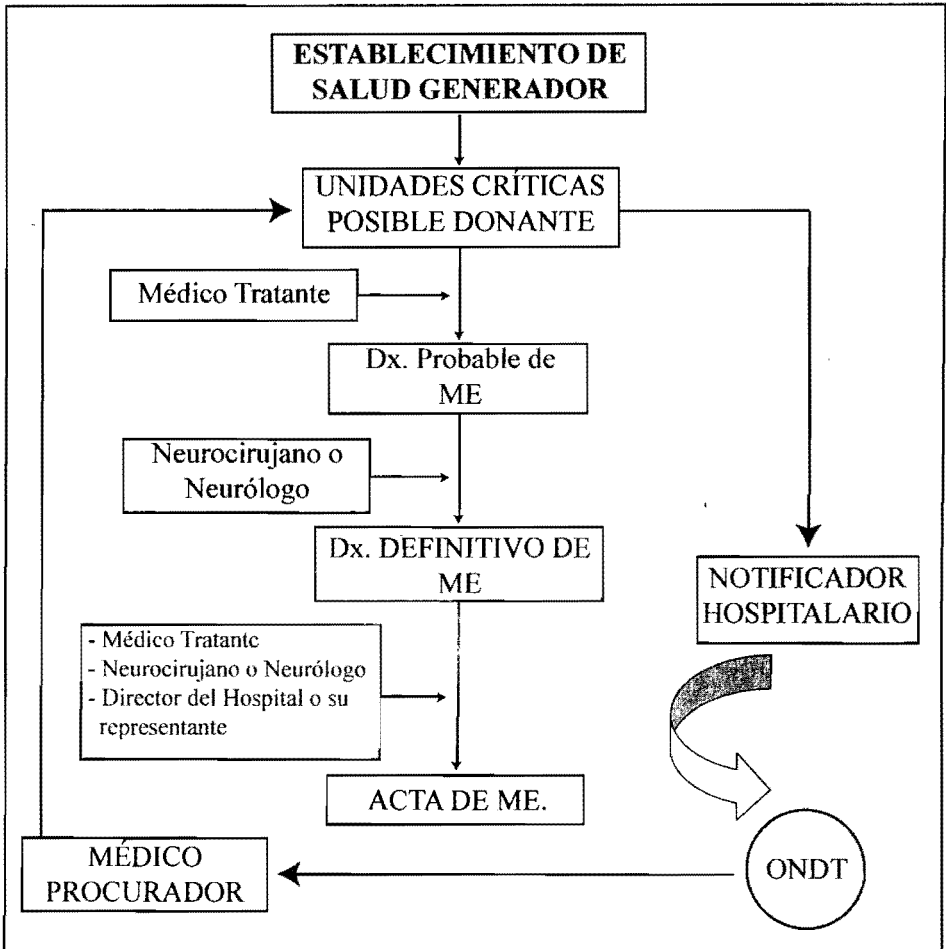 ESTABLECIMIENTO DE
SALUD GENERADOR
UNIDADES CRÍTICAS
POSIBLE DONANTE
Médico Tratante
Dx. Probable de
ME
Neurocirujano o
Neurólogo
Dx. DEFINITIVO DE
ME
NOTIFICADOR
HOSPITALARIO
- Médico Tratante
- Neurocirujano o Neurólogo
- Director del Hospital o su
representante
ACTA DE ME.
MÉDICO
PROCURADOR
ONDT